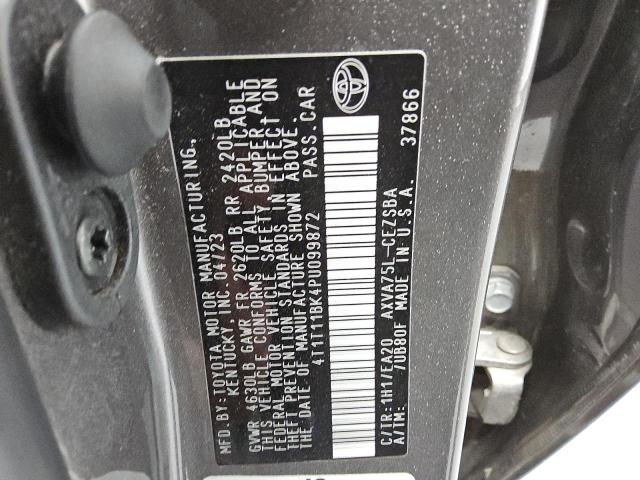 MFD.BY:TOYOTA MOTOR MANUFACTURING,
KENTUCKY, INC. 04/23
GVWR 4630LB GAWR FR 2620LB RR 2420LB
THIS VEHICLE CONFORMS TO ALL APPLICABLE
FEDERAL MOTOR VEHICLE SAFETY, BUMPER, AND
THEFT PREVENTION STANDARDS IN EFFECT ON
THE DATE OF MANUFACTURE SHOWN ABOVE.
4T1T11BK4PU099872 PASS.CAR
C/TR:1H1/EA20 AXVA75L-CEZSBA
A/TM: /UB80F MADE IN U.S.A. 37866